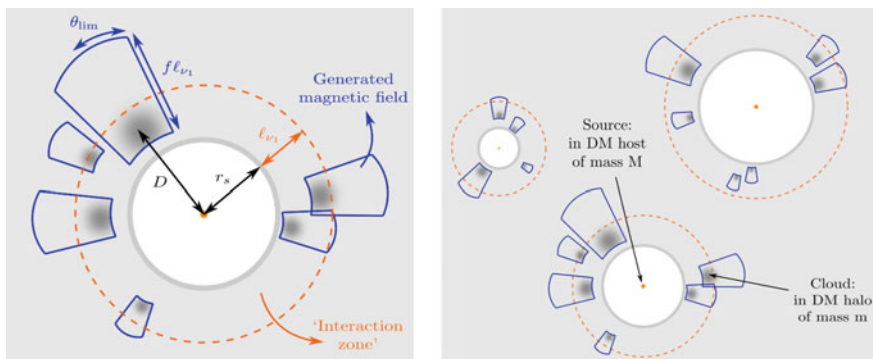 θlim
fℓν1
Generated
magnetic field
ℓν1
D
rs
'Interaction
zone'
Source:
in DM host
of mass M
Cloud:
in DM halo
of mass m